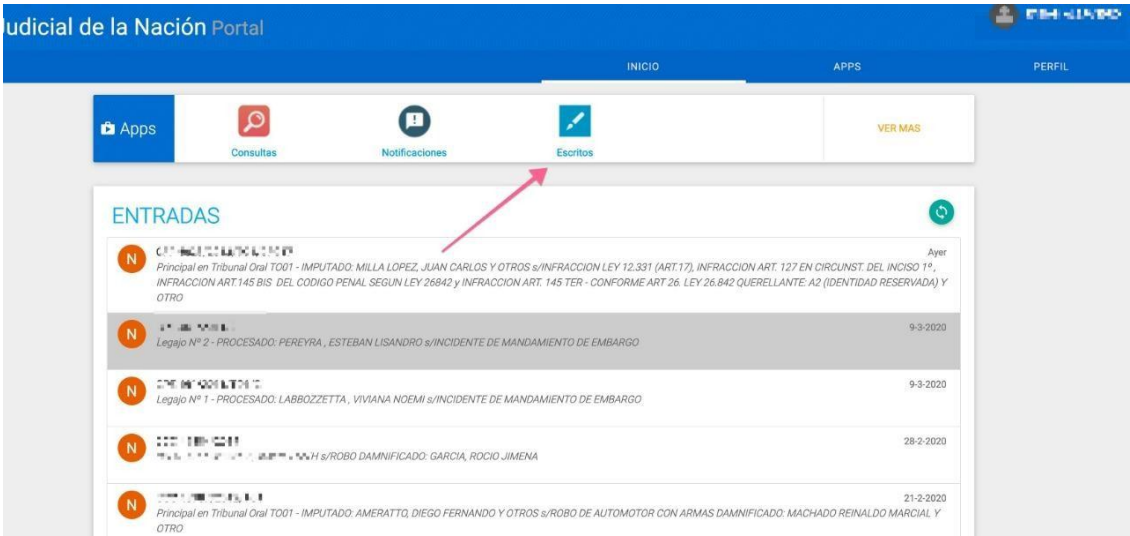 Judicial de la Nación Portal
INICIO
APPS
PERFIL
Apps
Consultas
Notificaciones
Escritos
VER MAS
ENTRADAS
N
Ayer
Principal en Tribunal Oral TO01 - IMPUTADO: MILLA LOPEZ, JUAN CARLOS Y OTROS s/INFRACCION LEY 12.331 (ART.17), INFRACCION ART. 127 EN CIRCUNST. DEL INCISO 1º ,
INFRACCION ART.145 BIS DEL CODIGO PENAL SEGUN LEY 26842 y INFRACCION ART. 145 TER - CONFORME ART 26. LEY 26.842 QUERELLANTE: A2 (IDENTIDAD RESERVADA) Y
OTRO
N
9-3-2020
Legajo Nº 2 - PROCESADO: PEREYRA , ESTEBAN LISANDRO s/INCIDENTE DE MANDAMIENTO DE EMBARGO
N
9-3-2020
Legajo Nº 1 - PROCESADO: LABBOZZETTA , VIVIANA NOEMI s/INCIDENTE DE MANDAMIENTO DE EMBARGO
N
28-2-2020
H s/ROBO DAMNIFICADO: GARCIA, ROCIO JIMENA
N
21-2-2020
Principal en Tribunal Oral TO01 - IMPUTADO: AMERATTO, DIEGO FERNANDO Y OTROS s/ROBO DE AUTOMOTOR CON ARMAS DAMNIFICADO: MACHADO REINALDO MARCIAL Y
OTRO